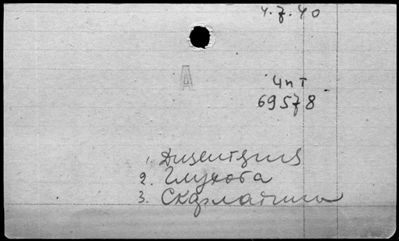 4.7.40
А
Чит
69578
1. Дизентерия
2. Глухота
3. Скарлатина